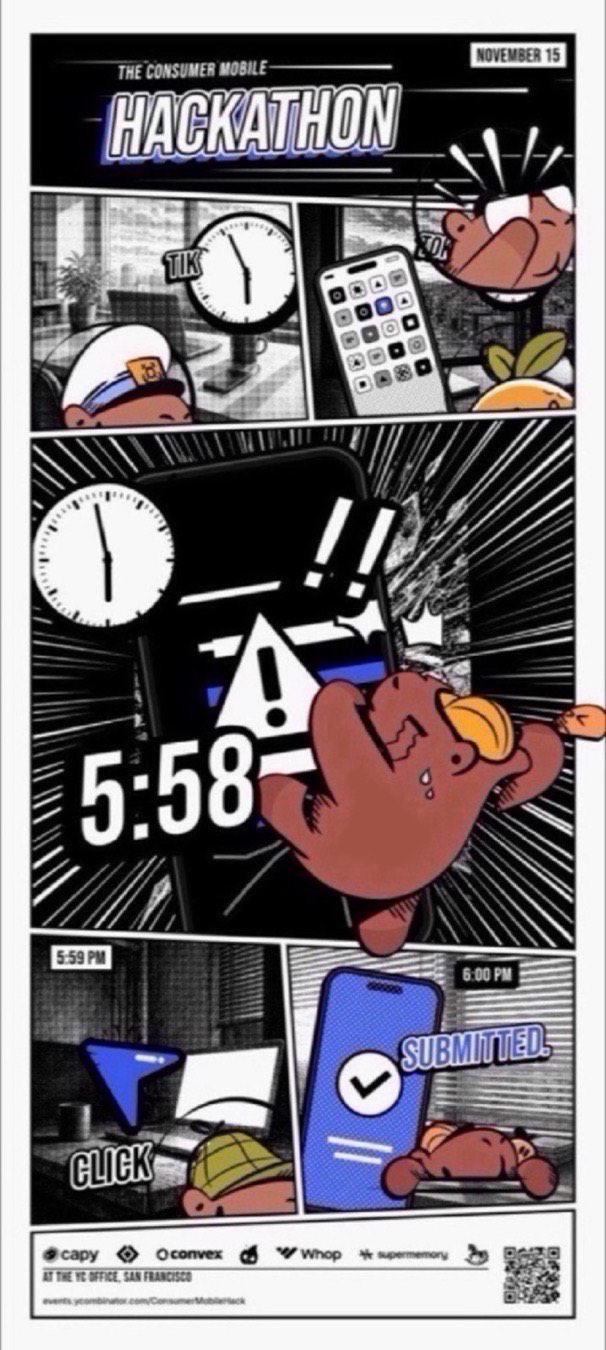 NOVEMBER 15
THE CONSUMER MOBILE
HACKATHON
TIK
TOK
!!
!
5:58
5:59 PM
6:00 PM
SUBMITTED.
CLICK
capy
convex
Whop
supermemory
AT THE YC OFFICE, SAN FRANCISCO
events.ycombinator.com/ConsumerMobileHack